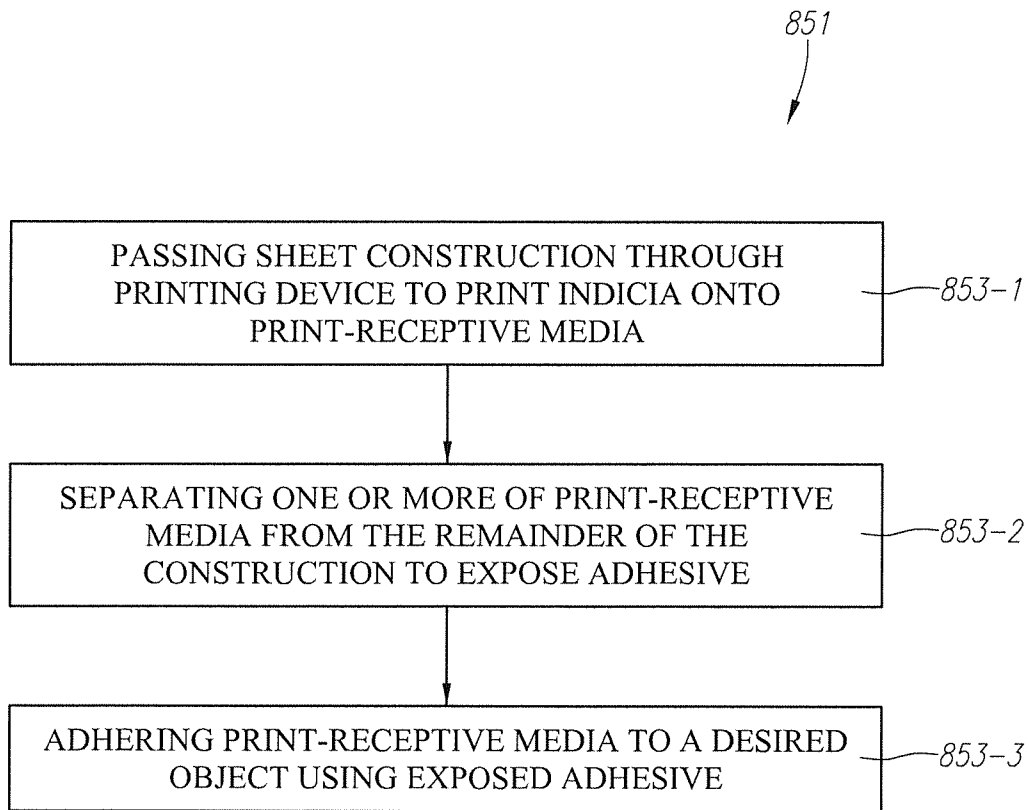 851
PASSING SHEET CONSTRUCTION THROUGH
PRINTING DEVICE TO PRINT INDICIA ONTO
PRINT-RECEPTIVE MEDIA
853-1
SEPARATING ONE OR MORE OF PRINT-RECEPTIVE
MEDIA FROM THE REMAINDER OF THE
CONSTRUCTION TO EXPOSE ADHESIVE
853-2
ADHERING PRINT-RECEPTIVE MEDIA TO A DESIRED
OBJECT USING EXPOSED ADHESIVE
853-3